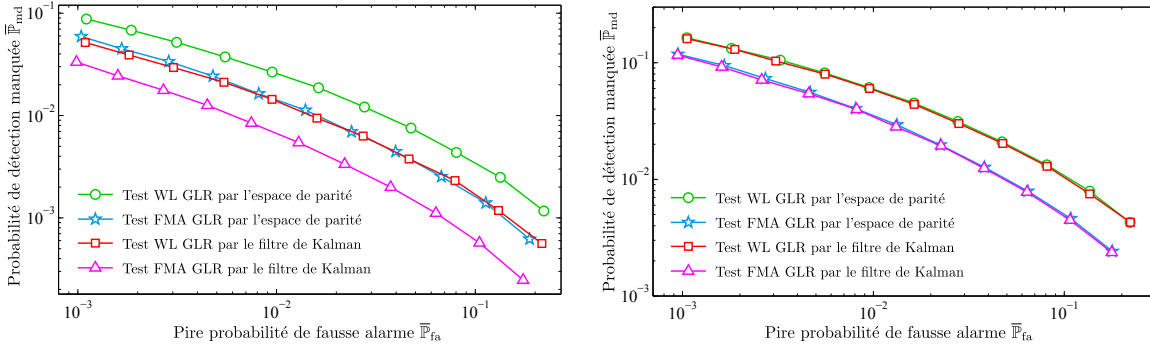 Probabilité de détection manquée ℙ̅md
10⁻¹
10⁻²
10⁻³
Test WL GLR par l'espace de parité
Test FMA GLR par l'espace de parité
Test WL GLR par le filtre de Kalman
Test FMA GLR par le filtre de Kalman
10⁻³ 10⁻² 10⁻¹
Pire probabilité de fausse alarme ℙ̅fa
Probabilité de détection manquée ℙ̅md
10⁻¹
10⁻²
10⁻³
Test WL GLR par l'espace de parité
Test FMA GLR par l'espace de parité
Test WL GLR par le filtre de Kalman
Test FMA GLR par le filtre de Kalman
10⁻³ 10⁻² 10⁻¹
Pire probabilité de fausse alarme ℙ̅fa